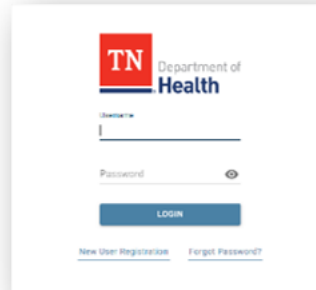 TN
Department of
Health
Username
Password
LOGIN
New User Registration
Forgot Password?